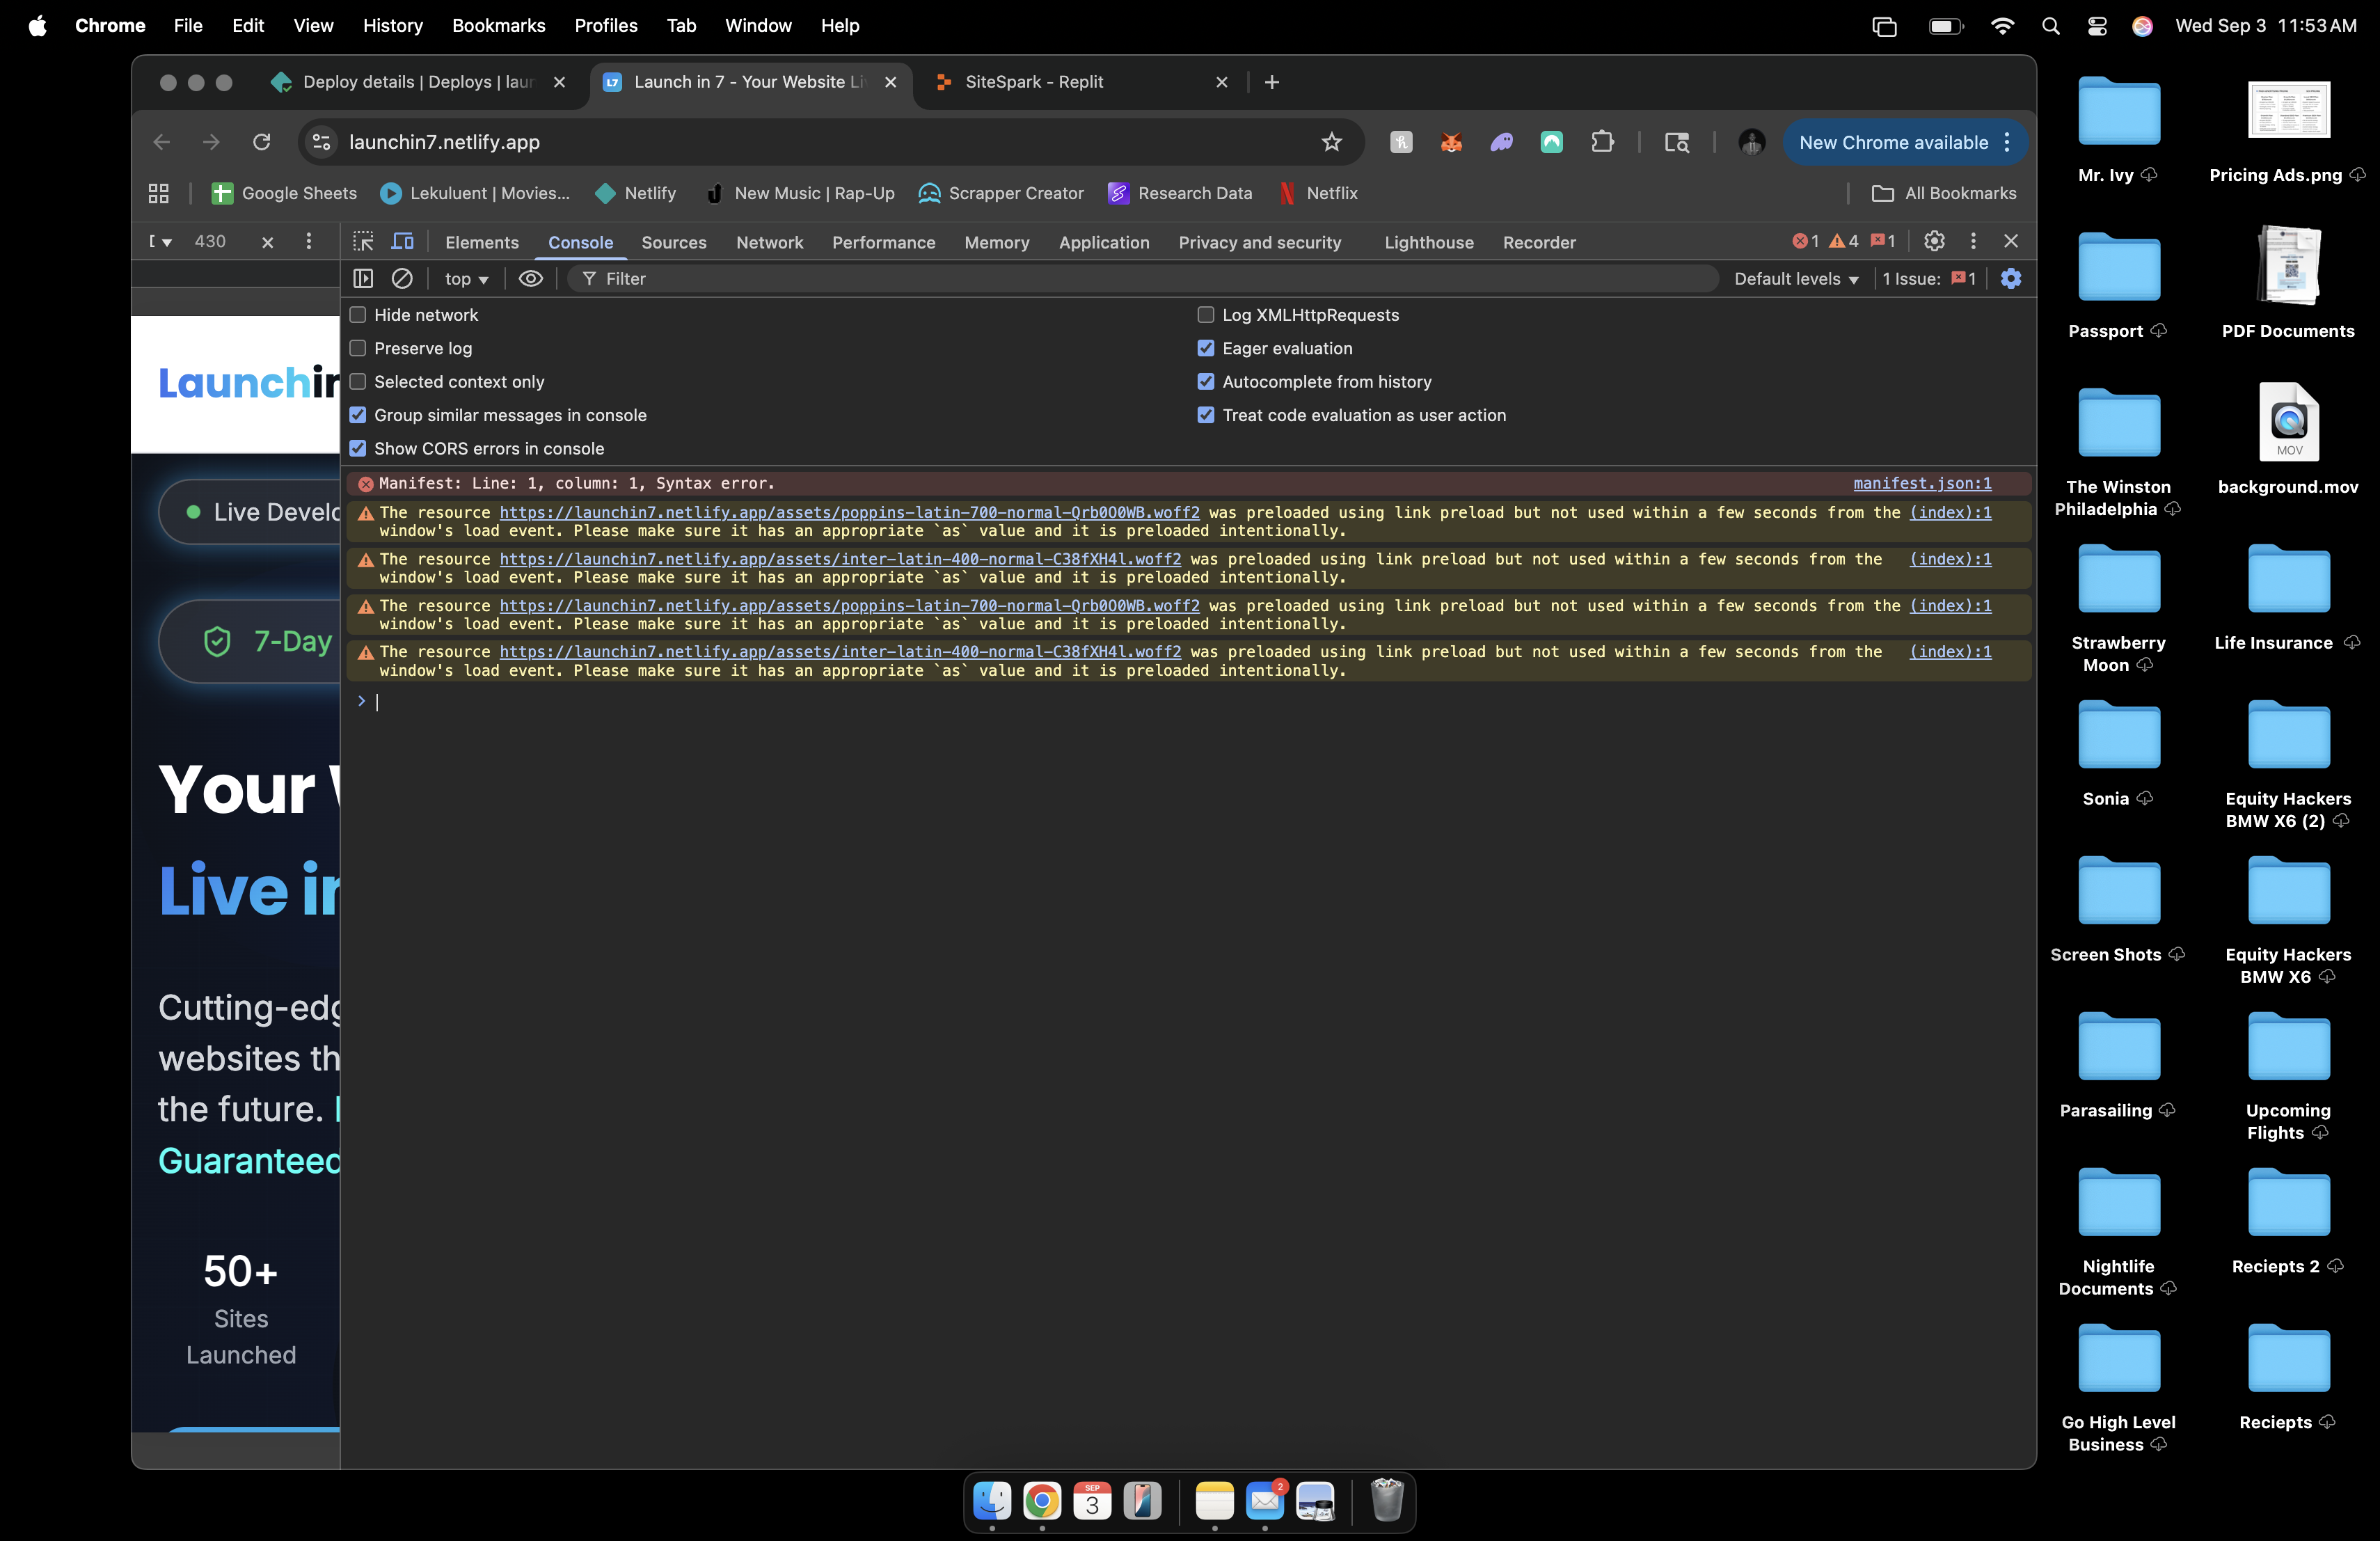 Chrome File Edit View History Bookmarks Profiles Tab Window Help
Wed Sep 3 11:53 AM
Deploy details | Deploys | laun
Launch in 7 - Your Website Li
SiteSpark - Replit
launchin7.netlify.app
New Chrome available
Google Sheets
Lekuluent | Movies...
Netlify
New Music | Rap-Up
Scrapper Creator
Research Data
Netflix
All Bookmarks
430
Elements Console Sources Network Performance Memory Application Privacy and security Lighthouse Recorder
1 4 1
top
Filter
Default levels
1 Issue: 1
Hide network
Log XMLHttpRequests
Preserve log
Eager evaluation
Selected context only
Autocomplete from history
Group similar messages in console
Treat code evaluation as user action
Show CORS errors in console
Manifest: Line: 1, column: 1, Syntax error. manifest.json:1
The resource https://launchin7.netlify.app/assets/poppins-latin-700-normal-Qrb0O0WB.woff2 was preloaded using link preload but not used within a few seconds from the (index):1
window's load event. Please make sure it has an appropriate `as` value and it is preloaded intentionally.
The resource https://launchin7.netlify.app/assets/inter-latin-400-normal-C38fXH4l.woff2 was preloaded using link preload but not used within a few seconds from the (index):1
window's load event. Please make sure it has an appropriate `as` value and it is preloaded intentionally.
The resource https://launchin7.netlify.app/assets/poppins-latin-700-normal-Qrb0O0WB.woff2 was preloaded using link preload but not used within a few seconds from the (index):1
window's load event. Please make sure it has an appropriate `as` value and it is preloaded intentionally.
The resource https://launchin7.netlify.app/assets/inter-latin-400-normal-C38fXH4l.woff2 was preloaded using link preload but not used within a few seconds from the (index):1
window's load event. Please make sure it has an appropriate `as` value and it is preloaded intentionally.
Launchin
Live Develo
7-Day
Your W
Live in
Cutting-edg
websites th
the future.
Guaranteed
50+
Sites
Launched
Mr. Ivy
Pricing Ads.png
Passport
PDF Documents
MOV
The Winston
Philadelphia
background.mov
Strawberry
Moon
Life Insurance
Sonia
Equity Hackers
BMW X6 (2)
Screen Shots
Equity Hackers
BMW X6
Parasailing
Upcoming
Flights
Nightlife
Documents
Reciepts 2
Go High Level
Business
Reciepts
SEP
3
2